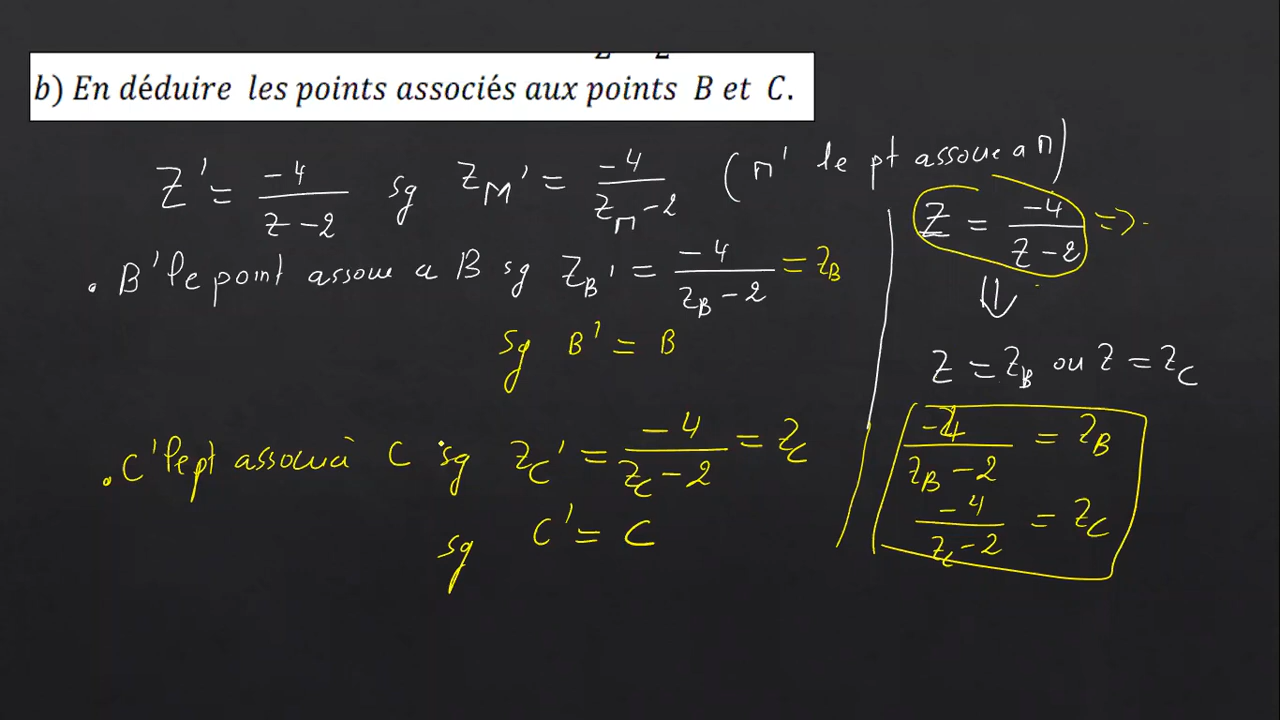 b) En déduire les points associés aux points B et C.
Z' = -4/(z-2) sg Z_M' = -4/(z_M-2) (M' le pt associe a M)
. B' le point associe a B sg Z_B' = -4/(z_B-2) = z_B
sg B' = B
. C' le pt associé à C sg Z_C' = -4/(z_C-2) = z_C
sg C' = C
Z = -4/(z-2) =>
⇓
Z = z_B ou z = z_C
-4/(z_B-2) = z_B
-4/(z_C-2) = z_C